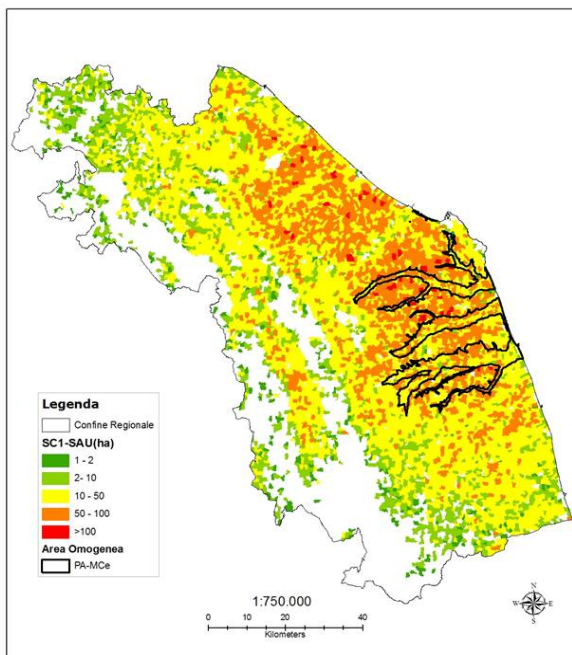 Legenda
Confine Regionale
SC1-SAU(ha)
1 - 2
2- 10
10 - 50
50 - 100
>100
Area Omogenea
PA-MCe
1:750.000
0 10 20 40
Kilometers
N
W E
S